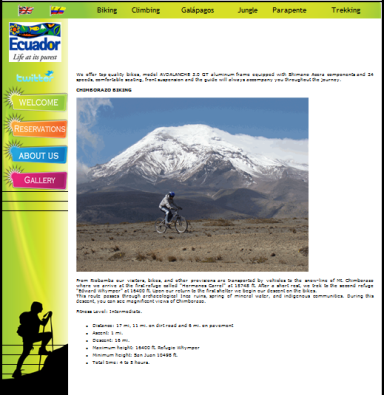 Biking Climbing Galápagos Jungle Parapente Trekking
Ecuador
Life at its purest
twitter
WELCOME
RESERVATIONS
ABOUT US
GALLERY
We offer top quality bikes, model AVDALANCHE 3.0 GT aluminum frame equipped with Shimano Acera components and 24
speeds, comfortable seating, front suspension and the guide will always accompany you throughout the journey.
CHIMBORAZO BIKING
From Riobamba our visitors, bikes, and other provisions are transported by vehicles to the snow-line of Mt. Chimborazo
where we arrive at the first refuge called "Hermanos Carrel" at 15748 ft. After a short rest, we trek to the second refuge
"Edward Whymper" at 16400 ft. Upon our return to the first shelter we begin our descent on the bikes.
This route passes through archaeological Inca ruins, spring of mineral water, and indigenous communities. During this
descent, you can see magnificent views of Chimborazo.
Fitness Level: Intermediate.
Distance: 17 mi, 11 mi. on dirt road and 6 mi. on pavement
Ascent: 1 mi.
Descent: 16 mi.
Maximum height: 16400 ft. Refugio Whymper
Minimum height: San Juan 10498 ft.
Total time: 4 to 5 hours.